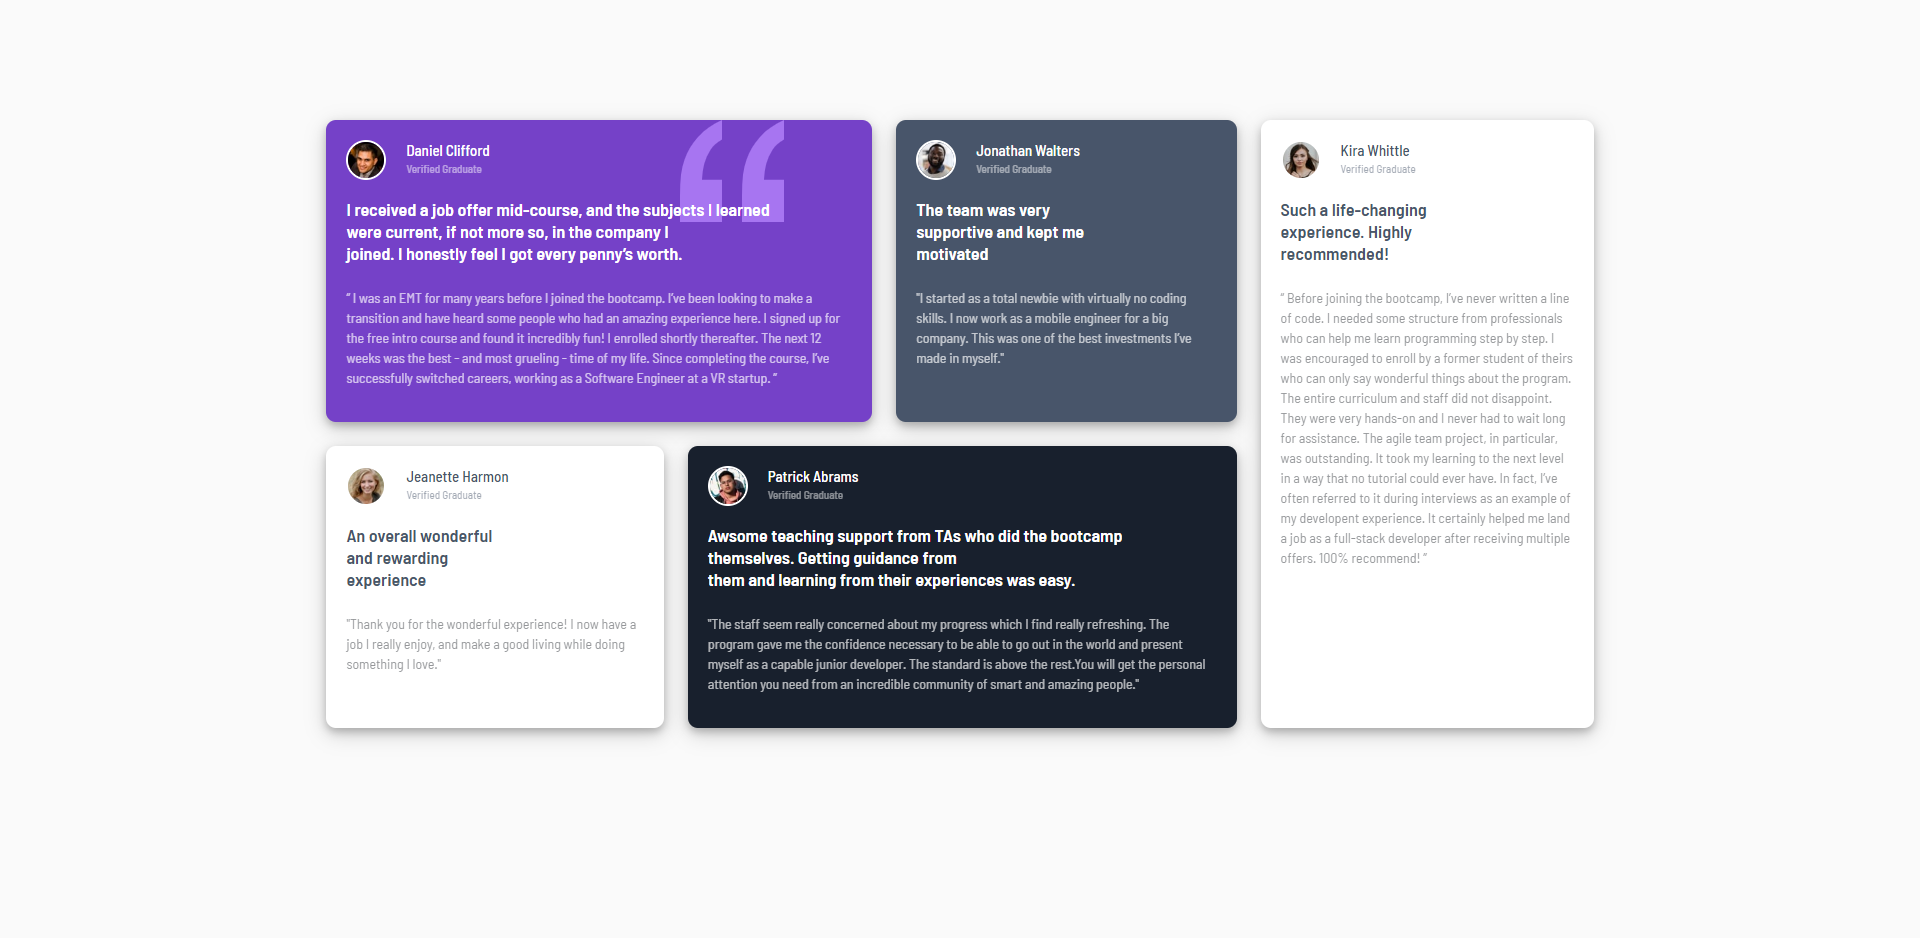 Daniel Clifford
Verified Graduate
I received a job offer mid-course, and the subjects I learned
were current, if not more so, in the company I
joined. I honestly feel I got every penny’s worth.
“ I was an EMT for many years before I joined the bootcamp. I’ve been looking to make a
transition and have heard some people who had an amazing experience here. I signed up for
the free intro course and found it incredibly fun! I enrolled shortly thereafter. The next 12
weeks was the best - and most grueling - time of my life. Since completing the course, I’ve
successfully switched careers, working as a Software Engineer at a VR startup. ”
Jonathan Walters
Verified Graduate
The team was very
supportive and kept me
motivated
"I started as a total newbie with virtually no coding
skills. I now work as a mobile engineer for a big
company. This was one of the best investments I’ve
made in myself."
Kira Whittle
Verified Graduate
Such a life-changing
experience. Highly
recommended!
“ Before joining the bootcamp, I’ve never written a line
of code. I needed some structure from professionals
who can help me learn programming step by step. I
was encouraged to enroll by a former student of theirs
who can only say wonderful things about the program.
The entire curriculum and staff did not disappoint.
They were very hands-on and I never had to wait long
for assistance. The agile team project, in particular,
was outstanding. It took my learning to the next level
in a way that no tutorial could ever have. In fact, I’ve
often referred to it during interviews as an example of
my developent experience. It certainly helped me land
a job as a full-stack developer after receiving multiple
offers. 100% recommend! ”
Jeanette Harmon
Verified Graduate
An overall wonderful
and rewarding
experience
"Thank you for the wonderful experience! I now have a
job I really enjoy, and make a good living while doing
something I love."
Patrick Abrams
Verified Graduate
Awsome teaching support from TAs who did the bootcamp
themselves. Getting guidance from
them and learning from their experiences was easy.
"The staff seem really concerned about my progress which I find really refreshing. The
program gave me the confidence necessary to be able to go out in the world and present
myself as a capable junior developer. The standard is above the rest.You will get the personal
attention you need from an incredible community of smart and amazing people."